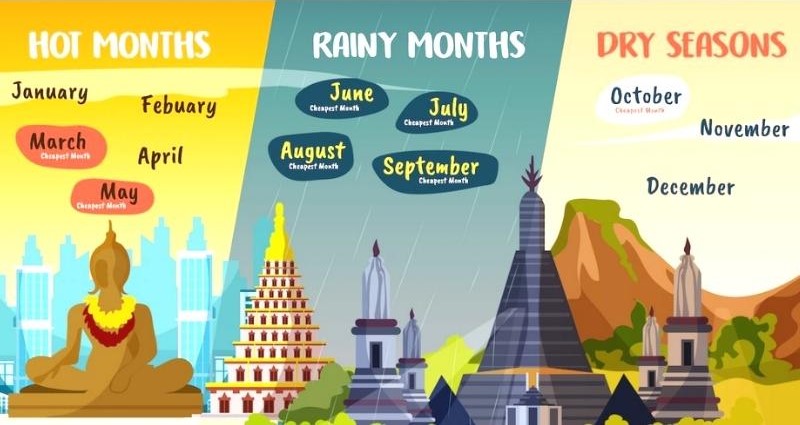 HOT MONTHS
January
Febuary
March
Cheapest Month
April
May
Cheapest Month
RAINY MONTHS
June
Cheapest Month
July
Cheapest Month
August
Cheapest Month
September
Cheapest Month
DRY SEASONS
October
Cheapest Month
November
December